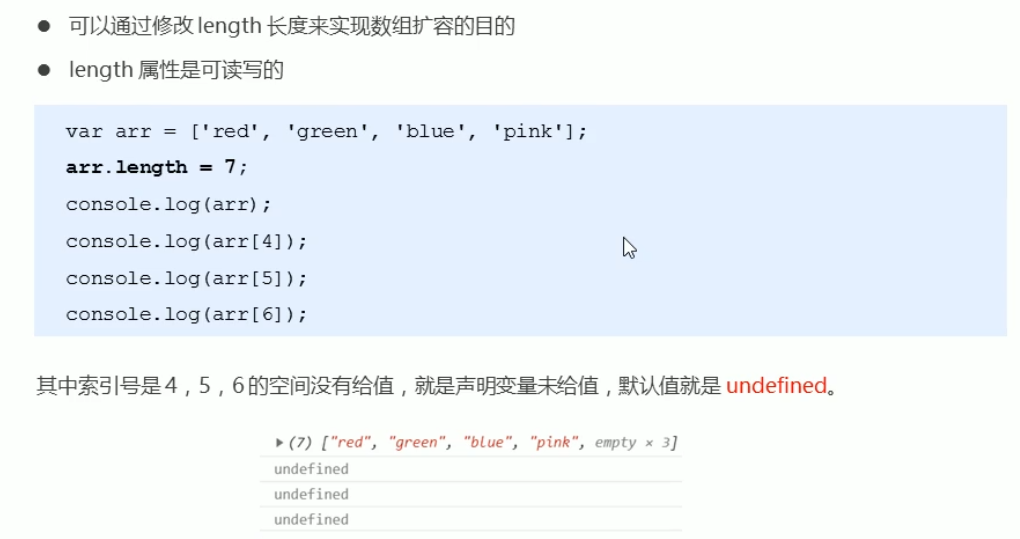 ● 可以通过修改 length 长度来实现数组扩容的目的
● length 属性是可读写的
var arr = ['red', 'green', 'blue', 'pink'];
arr.length = 7;
console.log(arr);
console.log(arr[4]);
console.log(arr[5]);
console.log(arr[6]);
其中索引号是 4，5，6 的空间没有给值，就是声明变量未给值，默认值就是 undefined。
▶ (7) ["red", "green", "blue", "pink", empty × 3]
undefined
undefined
undefined